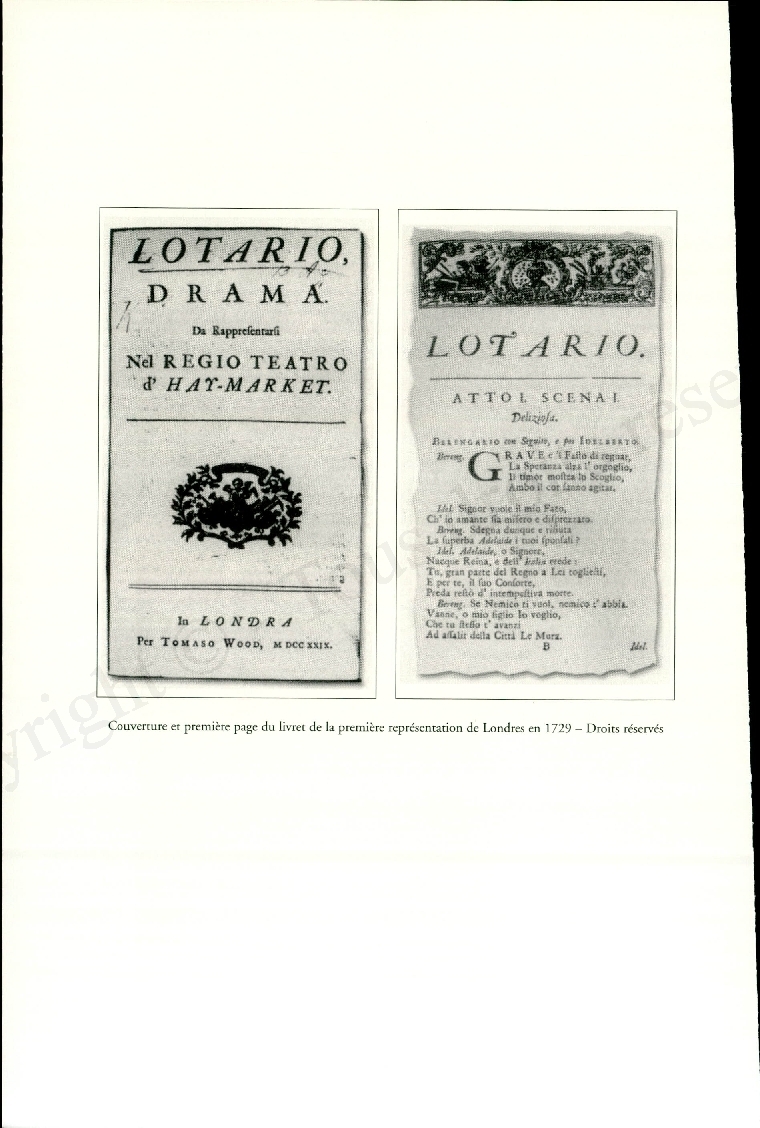 LOTARIO,
DRAMA.
Da Rappreſentarſi
Nel REGIO TEATRO
d' HAY-MARKET.
In LONDRA
Per TOMASO WOOD, MDCCXXIX.
LOTARIO.
ATTO I. SCENA I.
Delizioſa.
BERENGARIO con Seguito, e poi IDELBERTO.
Bereng. GRAVE è 'l Faſto di regnar,
La Speranza alza l' orgoglio,
Il timor moſtra lo Scoglio,
Ambo il cor fanno agitar.
Idel. Signor vuole il mio Fato,
Ch' io amante ſia miſero e diſprezzato.
Bereng. Sdegna dunque e rifiuta
La ſuperba Adelaide i tuoi ſponſali?
Idel. Adelaide, o Signore,
Nacque Reina, e dell' Italia erede:
Tu, gran parte del Regno a Lei toglieſti,
E per te, il ſuo Conſorte,
Preda reſtò d' intempeſtiva morte.
Bereng. Se Nemico ti vuol, nemico t' abbia.
Vanne, o mio figlio Io voglio,
Che tu ſteſſo t' avanzi
Ad aſſalir della Città Le Mura.
B Idel.
Couverture et première page du livret de la première représentation de Londres en 1729 – Droits réservés
yright ©